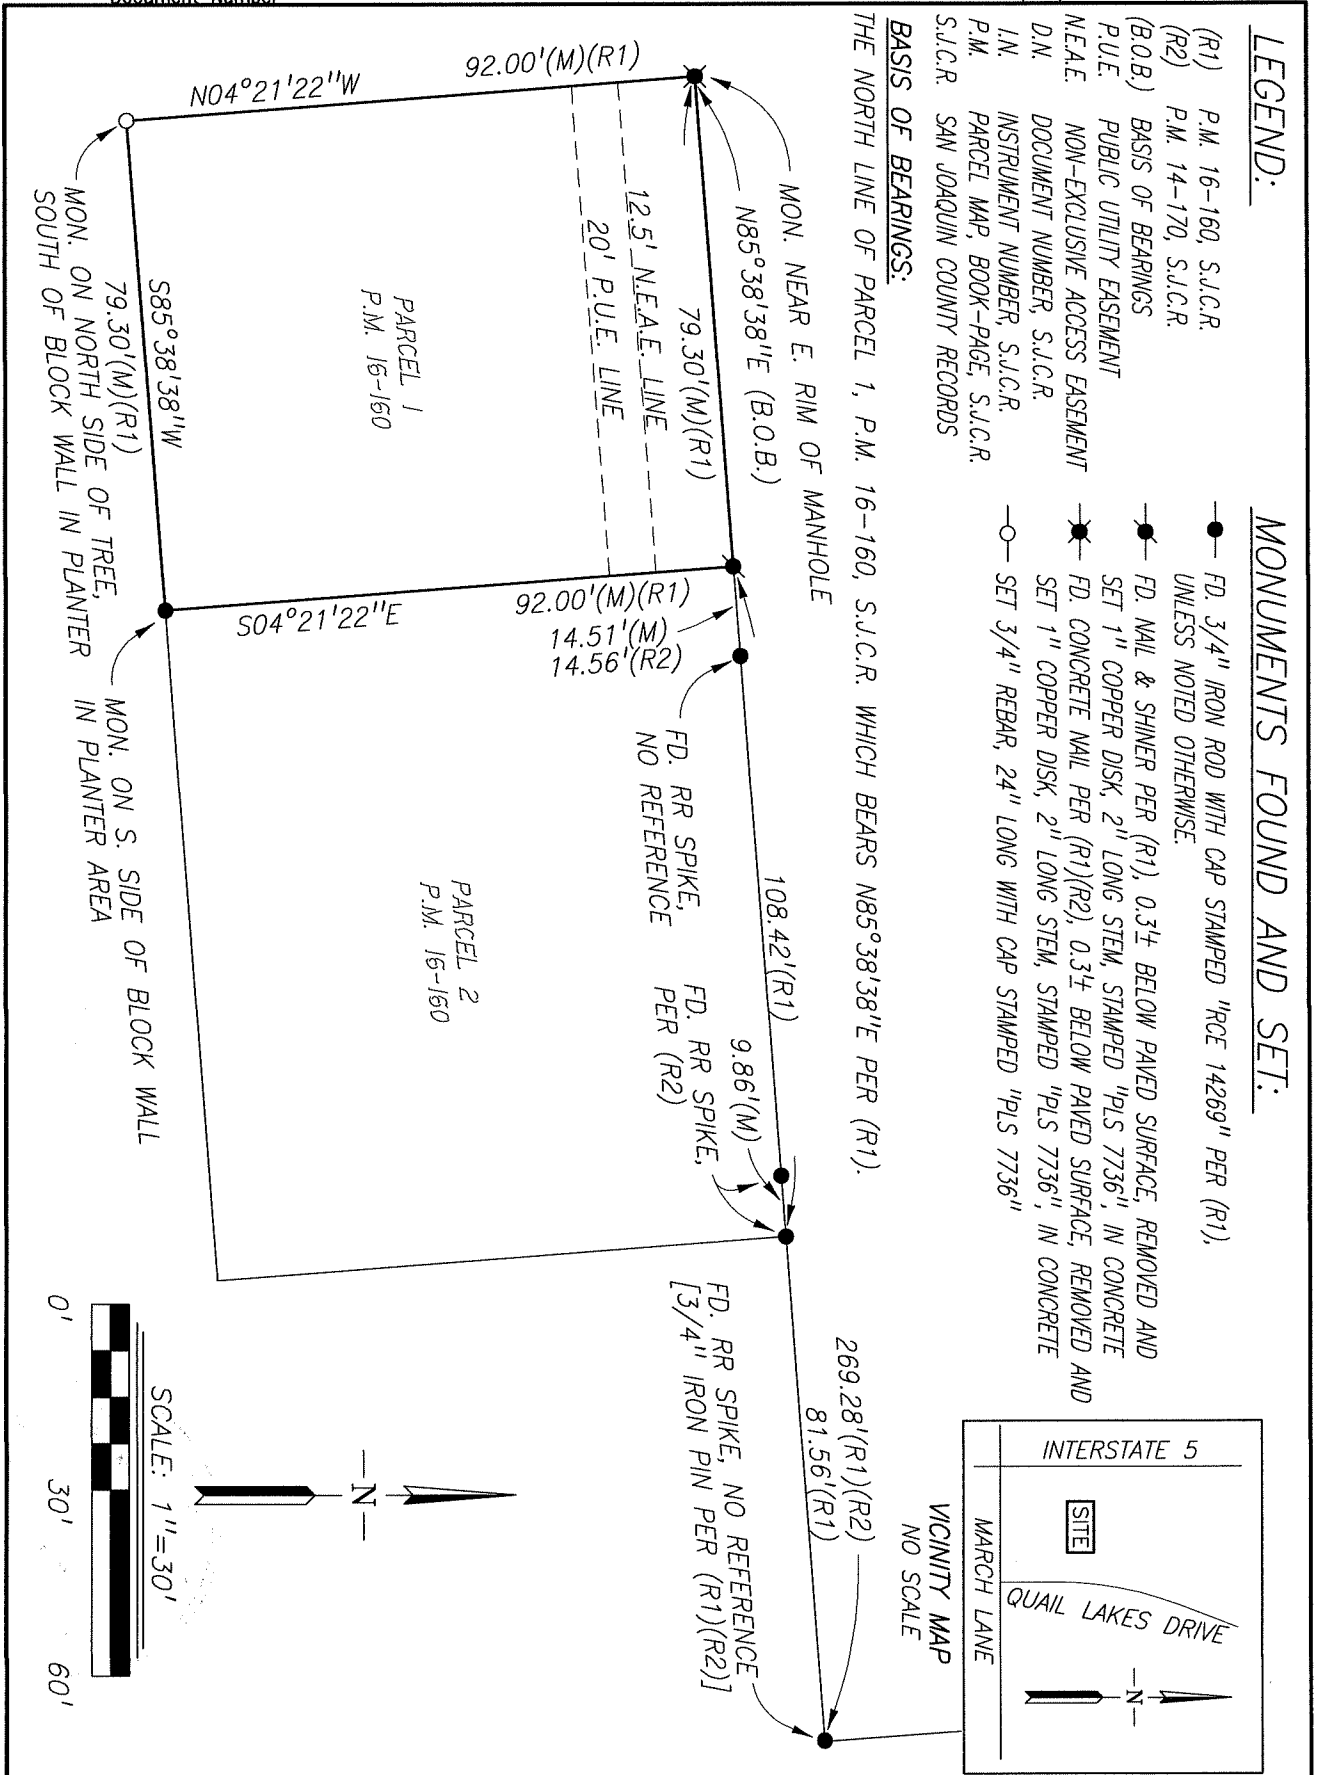 LEGEND:
(R1) P.M. 16-160, S.J.C.R.
(R2) P.M. 14-170, S.J.C.R.
(B.O.B.) BASIS OF BEARINGS
P.U.E. PUBLIC UTILITY EASEMENT
N.E.A.E. NON-EXCLUSIVE ACCESS EASEMENT
D.N. DOCUMENT NUMBER, S.J.C.R.
I.N. INSTRUMENT NUMBER, S.J.C.R.
P.M. PARCEL MAP, BOOK-PAGE, S.J.C.R.
S.J.C.R. SAN JOAQUIN COUNTY RECORDS
MONUMENTS FOUND AND SET:
FD. 3/4" IRON ROD WITH CAP STAMPED "RCE 14269" PER (R1),
UNLESS NOTED OTHERWISE.
FD. NAIL & SHINER PER (R1), 0.3'± BELOW PAVED SURFACE, REMOVED AND
SET 1" COPPER DISK, 2" LONG STEM, STAMPED "PLS 7736", IN CONCRETE
FD. CONCRETE NAIL PER (R1)(R2), 0.3'± BELOW PAVED SURFACE, REMOVED AND
SET 1" COPPER DISK, 2" LONG STEM, STAMPED "PLS 7736", IN CONCRETE
SET 3/4" REBAR, 24" LONG WITH CAP STAMPED "PLS 7736"
INTERSTATE 5
SITE
QUAIL LAKES DRIVE
MARCH LANE
-N-
VICINITY MAP
NO SCALE
BASIS OF BEARINGS:
THE NORTH LINE OF PARCEL 1, P.M. 16-160, S.J.C.R. WHICH BEARS N85°38'38"E PER (R1).
MON. NEAR E. RIM OF MANHOLE
N85°38'38"E (B.O.B.)
79.30'(M)(R1)
12.5' N.E.A.E. LINE
20' P.U.E. LINE
92.00'(M)(R1)
N04°21'22"W
PARCEL 1
P.M. 16-160
S85°38'38"W
79.30'(M)(R1)
MON. ON NORTH SIDE OF TREE,
SOUTH OF BLOCK WALL IN PLANTER
92.00'(M)(R1)
S04°21'22"E
14.51'(M)
14.56'(R2)
FD. RR SPIKE,
NO REFERENCE
108.42'(R1)
9.86'(M)
FD. RR SPIKE,
PER (R2)
PARCEL 2
P.M. 16-160
MON. ON S. SIDE OF BLOCK WALL
IN PLANTER AREA
269.28'(R1)(R2)
81.56'(R1)
FD. RR SPIKE, NO REFERENCE
[3/4" IRON PIN PER (R1)(R2)]
-N-
SCALE: 1"=30'
0' 30' 60'